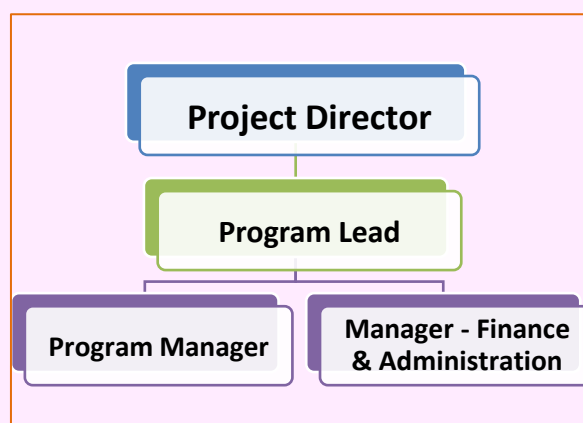 Project Director
Program Lead
Program Manager
Manager - Finance
& Administration